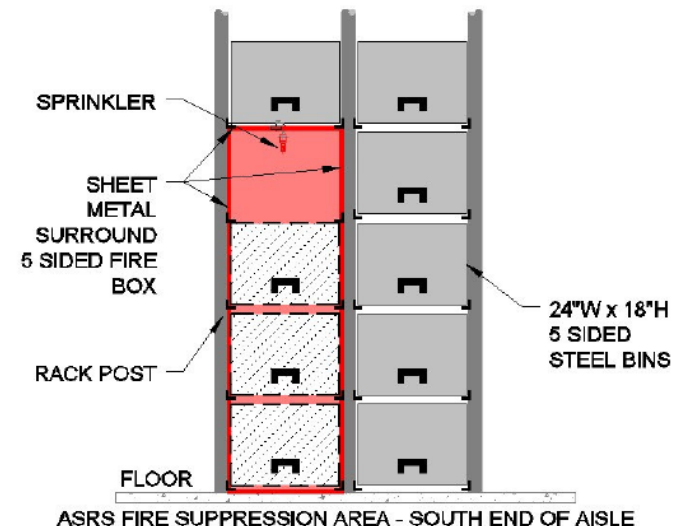 SPRINKLER
SHEET
METAL
SURROUND
5 SIDED FIRE
BOX
RACK POST
FLOOR
24"W x 18"H
5 SIDED
STEEL BINS
ASRS FIRE SUPPRESSION AREA - SOUTH END OF AISLE